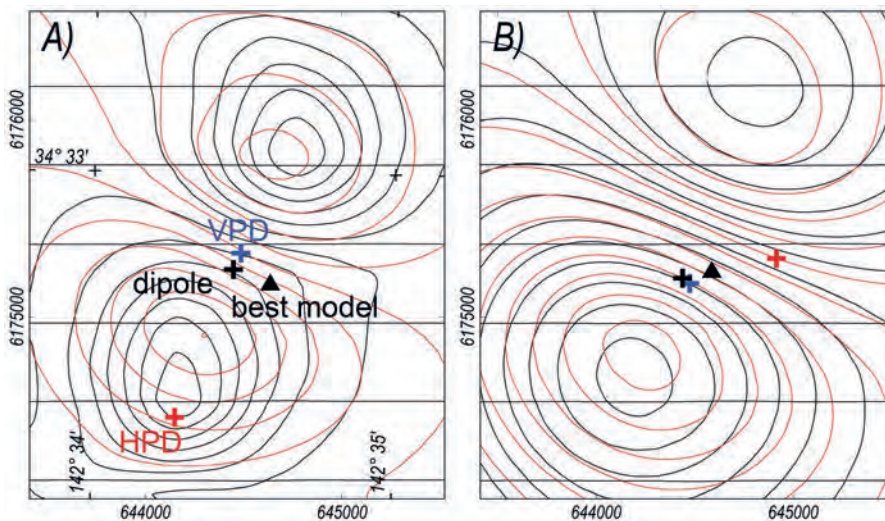 A)
B)
6176000
34° 33'
VPD
dipole
best model
6175000
HPD
142° 34'
142° 35'
644000
645000
6176000
6175000
644000
645000